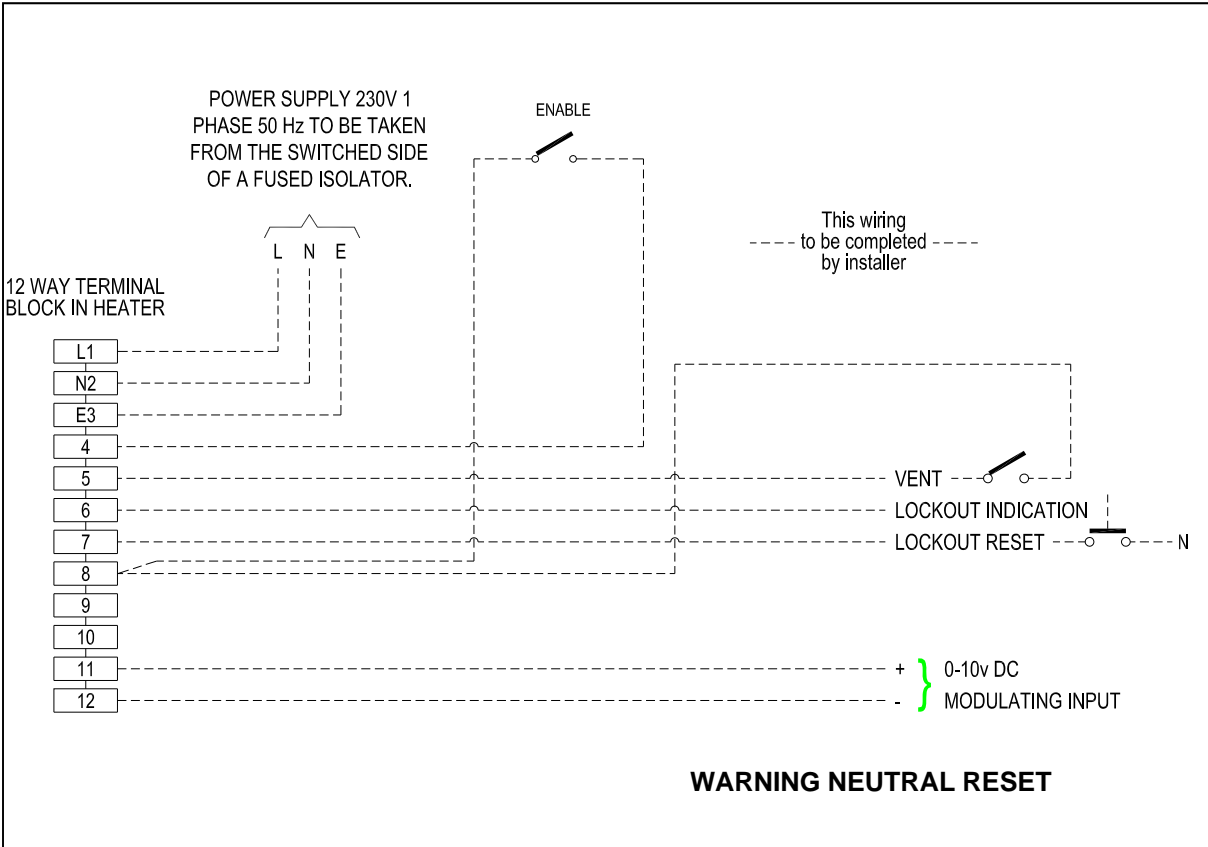 POWER SUPPLY 230V 1
PHASE 50 Hz TO BE TAKEN
FROM THE SWITCHED SIDE
OF A FUSED ISOLATOR.
L N E
ENABLE
This wiring
to be completed
by installer
12 WAY TERMINAL
BLOCK IN HEATER
L1
N2
E3
4
5
VENT
6
LOCKOUT INDICATION
7
LOCKOUT RESET
N
8
9
10
11
+ 0-10v DC
12
- MODULATING INPUT
WARNING NEUTRAL RESET